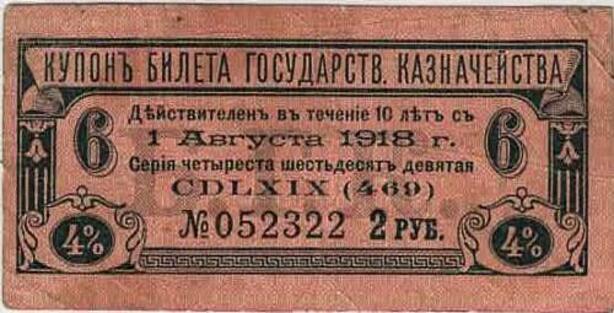 КУПОНЪ БИЛЕТА ГОСУДАРСТВ. КАЗНАЧЕЙСТВА
6 Дѣйствителенъ въ теченіе 10 лѣтъ съ 6
1 Августа 1918 г.
Серія четыреста шестьдесятъ девятая
CDLXIX (469)
4% №052322 2 РУБ. 4%